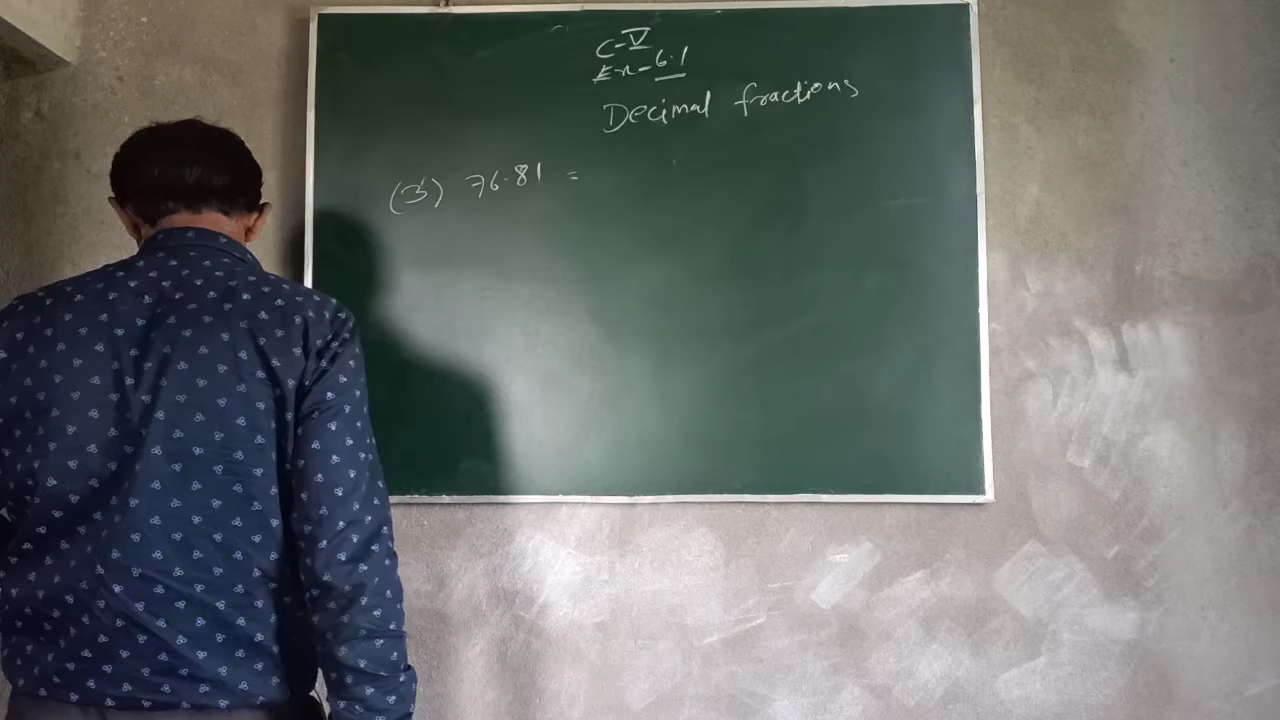 C-V
Ex-6.1
Decimal fractions
(3) 76.81 =